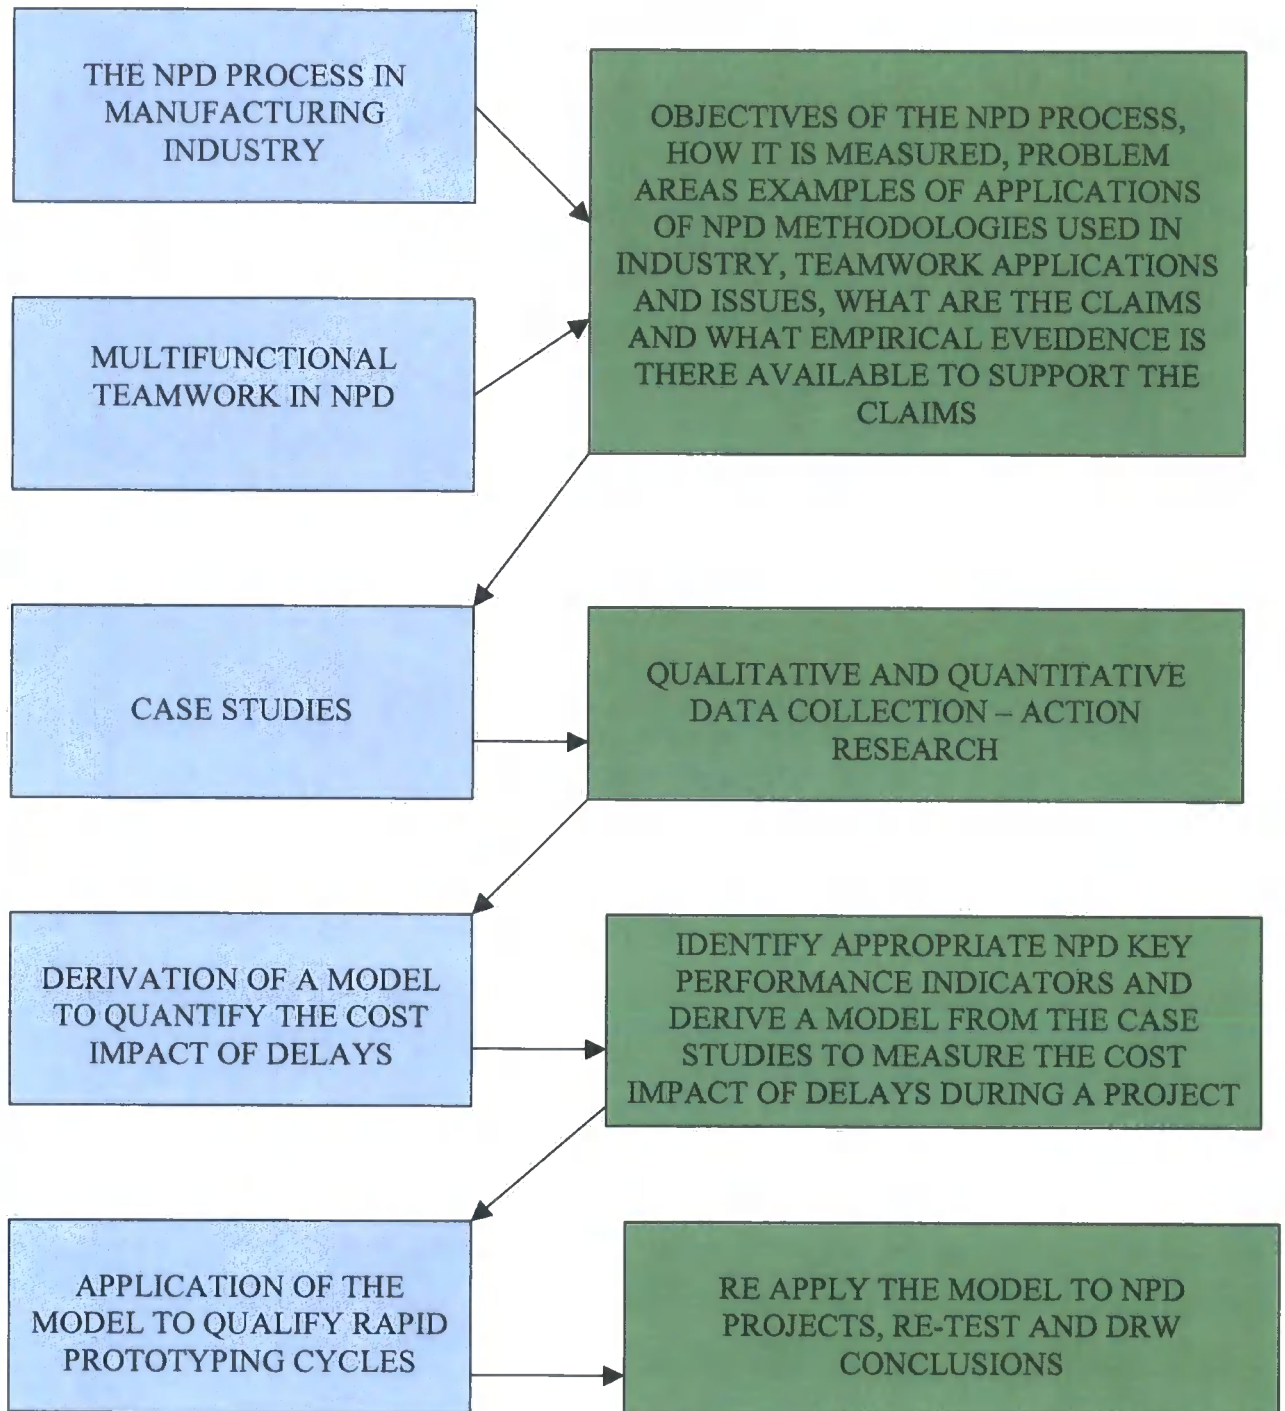 THE NPD PROCESS IN
MANUFACTURING
INDUSTRY
OBJECTIVES OF THE NPD PROCESS,
HOW IT IS MEASURED, PROBLEM
AREAS EXAMPLES OF APPLICATIONS
OF NPD METHODOLOGIES USED IN
INDUSTRY, TEAMWORK APPLICATIONS
AND ISSUES, WHAT ARE THE CLAIMS
AND WHAT EMPIRICAL EVEIDENCE IS
THERE AVAILABLE TO SUPPORT THE
CLAIMS
MULTIFUNCTIONAL
TEAMWORK IN NPD
CASE STUDIES
QUALITATIVE AND QUANTITATIVE
DATA COLLECTION – ACTION
RESEARCH
DERIVATION OF A MODEL
TO QUANTIFY THE COST
IMPACT OF DELAYS
IDENTIFY APPROPRIATE NPD KEY
PERFORMANCE INDICATORS AND
DERIVE A MODEL FROM THE CASE
STUDIES TO MEASURE THE COST
IMPACT OF DELAYS DURING A PROJECT
APPLICATION OF THE
MODEL TO QUALIFY RAPID
PROTOTYPING CYCLES
RE APPLY THE MODEL TO NPD
PROJECTS, RE-TEST AND DRW
CONCLUSIONS